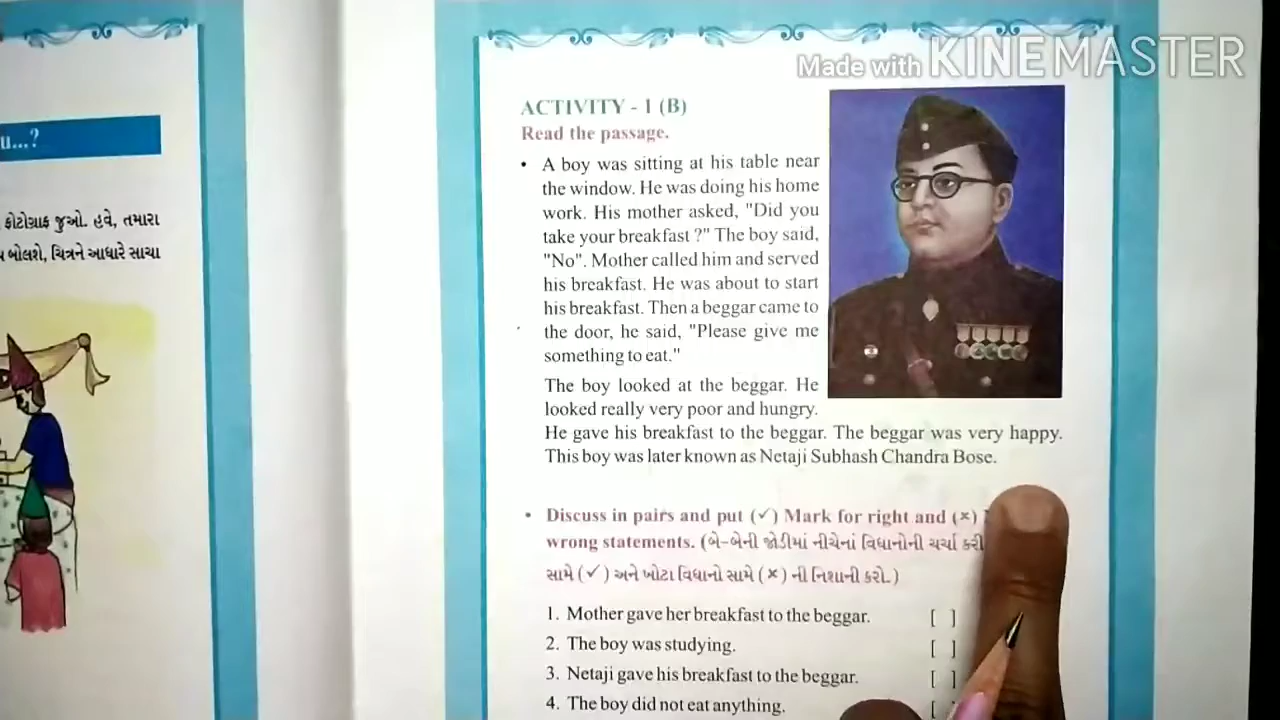 u...?
ફોટોગ્રાફ જુઓ. હવે, તમારા
બોલશે, ચિત્રને આધારે સાચા
Made with KINEMASTER
ACTIVITY - 1 (B)
Read the passage.
• A boy was sitting at his table near
the window. He was doing his home
work. His mother asked, "Did you
take your breakfast ?" The boy said,
"No". Mother called him and served
his breakfast. He was about to start
his breakfast. Then a beggar came to
the door, he said, "Please give me
something to eat."
The boy looked at the beggar. He
looked really very poor and hungry.
He gave his breakfast to the beggar. The beggar was very happy.
This boy was later known as Netaji Subhash Chandra Bose.
• Discuss in pairs and put (✓) Mark for right and (×)
wrong statements. (બે-બેની જોડીમાં નીચેનાં વિધાનોની ચર્ચા કરી
સામે (✓) અને ખોટા વિધાનો સામે (×) ની નિશાની કરો.)
1. Mother gave her breakfast to the beggar. [ ]
2. The boy was studying. [ ]
3. Netaji gave his breakfast to the beggar. [ ]
4. The boy did not eat anything. [